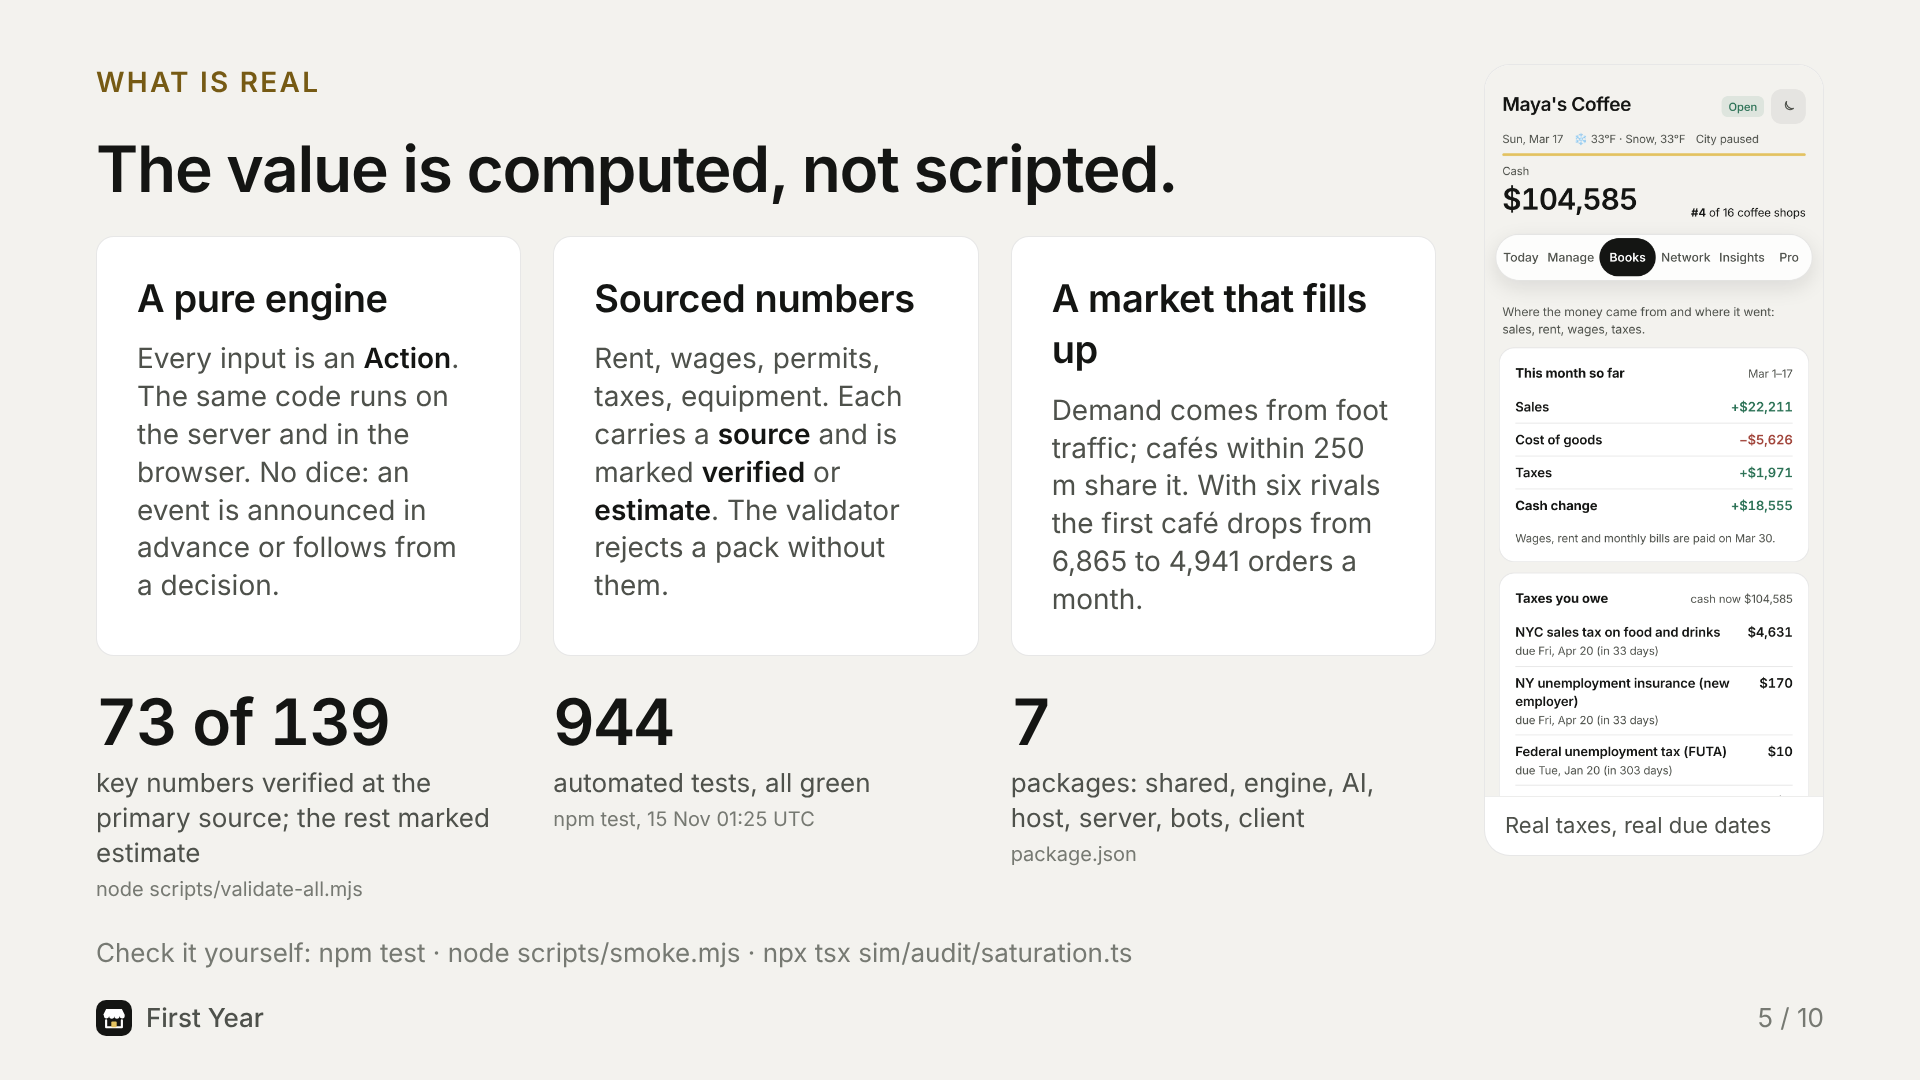 WHAT IS REAL
The value is computed, not scripted.
A pure engine
Every input is an Action.
The same code runs on
the server and in the
browser. No dice: an
event is announced in
advance or follows from
a decision.
Sourced numbers
Rent, wages, permits,
taxes, equipment. Each
carries a source and is
marked verified or
estimate. The validator
rejects a pack without
them.
A market that fills
up
Demand comes from foot
traffic; cafés within 250
m share it. With six rivals
the first café drops from
6,865 to 4,941 orders a
month.
73 of 139
key numbers verified at the
primary source; the rest marked
estimate
node scripts/validate-all.mjs
944
automated tests, all green
npm test, 15 Nov 01:25 UTC
7
packages: shared, engine, AI,
host, server, bots, client
package.json
Check it yourself: npm test · node scripts/smoke.mjs · npx tsx sim/audit/saturation.ts
Maya's Coffee Open
Sun, Mar 17 33°F · Snow, 33°F City paused
Cash
$104,585 #4 of 16 coffee shops
Today Manage Books Network Insights Pro
Where the money came from and where it went:
sales, rent, wages, taxes.
This month so far Mar 1–17
Sales +$22,211
Cost of goods −$5,626
Taxes +$1,971
Cash change +$18,555
Wages, rent and monthly bills are paid on Mar 30.
Taxes you owe cash now $104,585
NYC sales tax on food and drinks $4,631
due Fri, Apr 20 (in 33 days)
NY unemployment insurance (new $170
employer)
due Fri, Apr 20 (in 33 days)
Federal unemployment tax (FUTA) $10
due Tue, Jan 20 (in 303 days)
Real taxes, real due dates
First Year
5 / 10